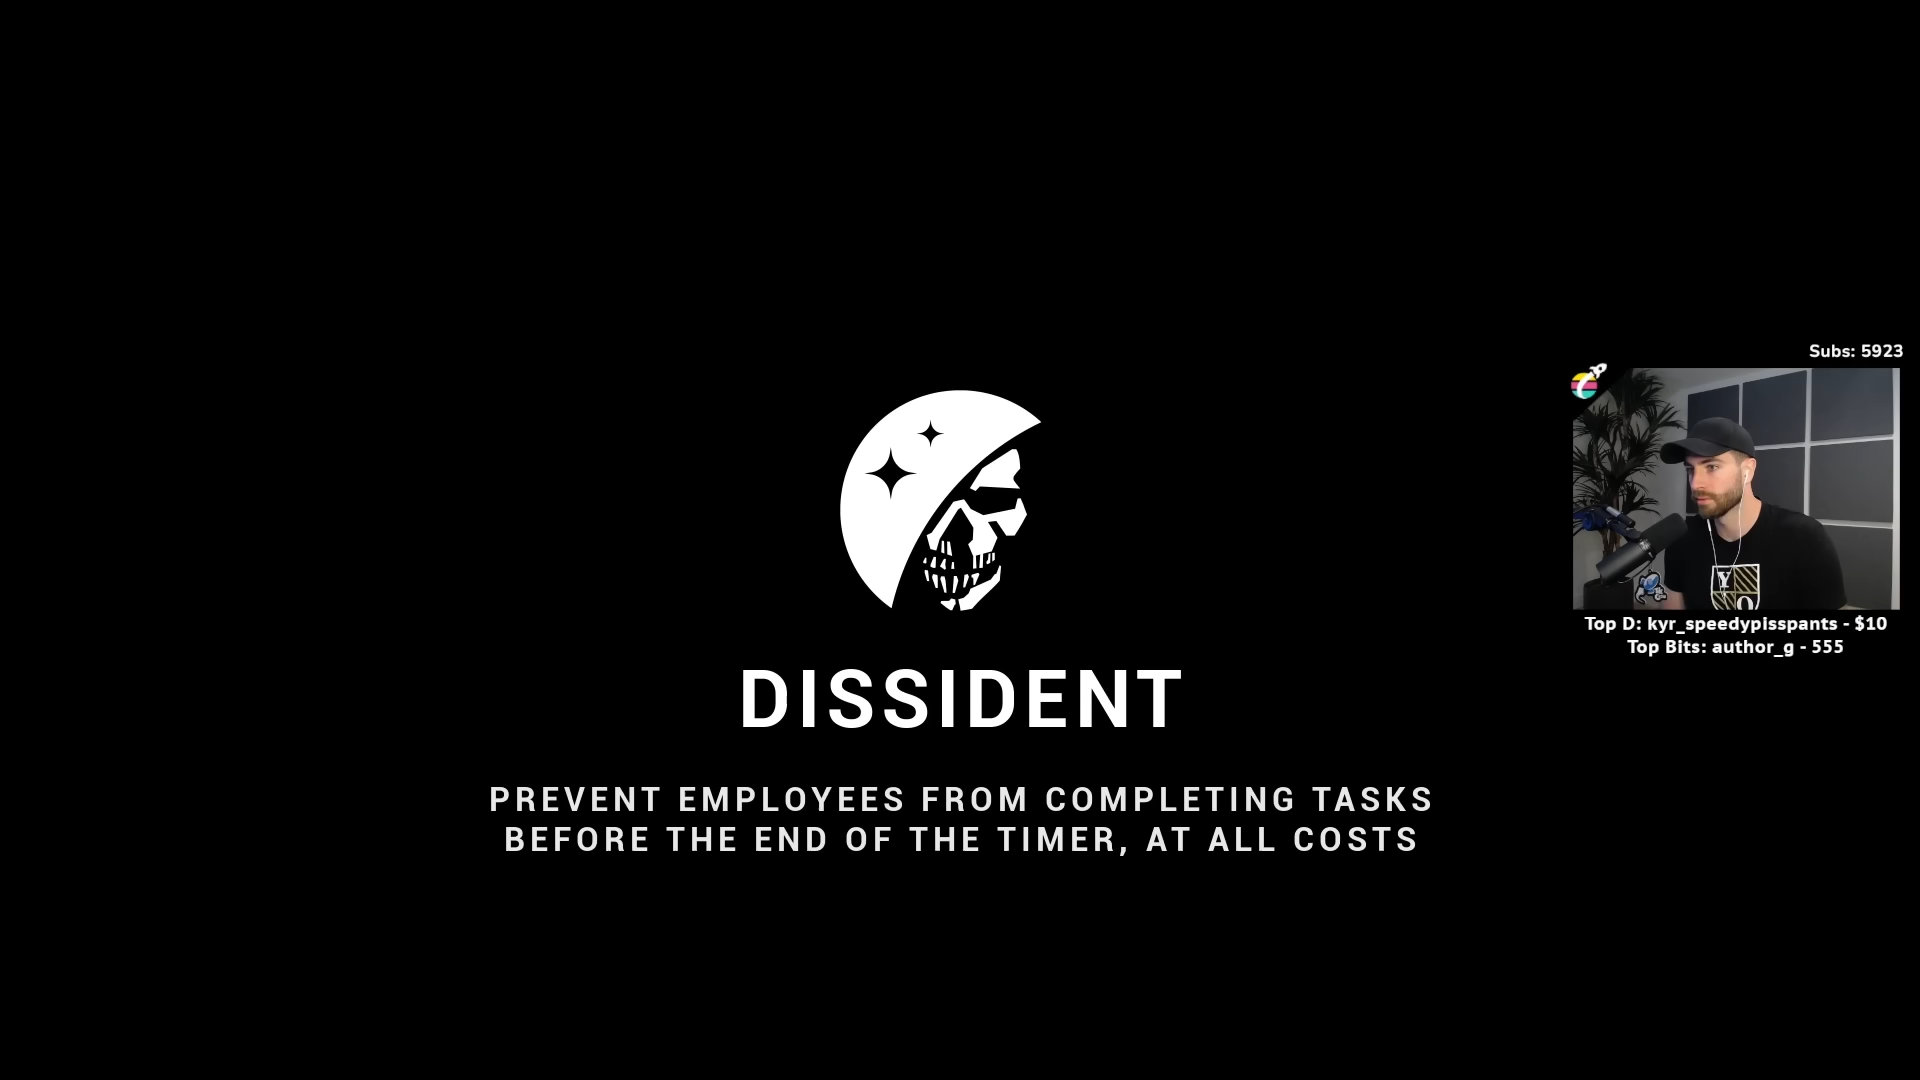 Subs: 5923
Y
O
Top D: kyr_speedypisspants - $10
Top Bits: author_g - 555
DISSIDENT
PREVENT EMPLOYEES FROM COMPLETING TASKS
BEFORE THE END OF THE TIMER, AT ALL COSTS